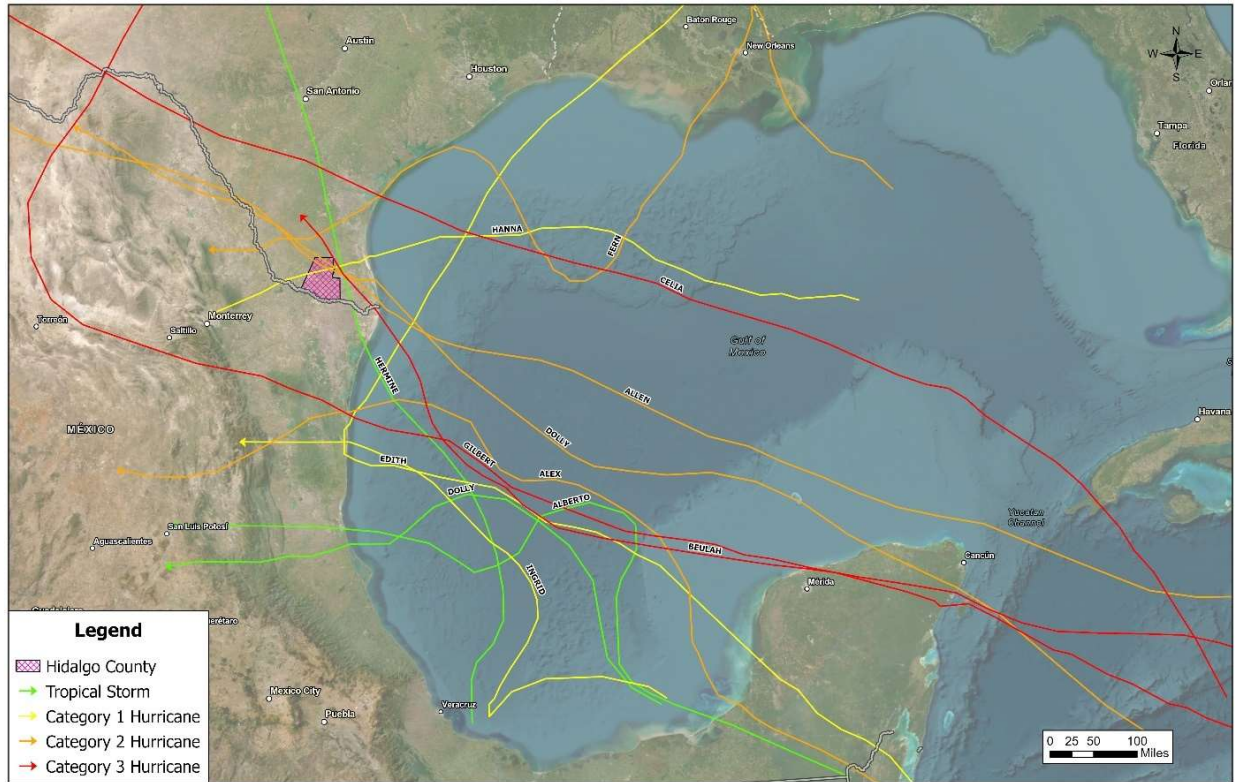 Baton Rouge
N
W E
S
Austin
New Orleans
Houston
San Antonio
Orlan
Tampa
Florida
HANNA
FERN
CELIA
Monterrey
Torreón
Saltillo
Gulf of
Mexico
HERMINE
ALLEN
Havana
MÉXICO
DOLLY
GILBERT
EDITH
ALEX
DOLLY
ALBERTO
Yucatan
Channel
San Luis Potosí
Aguascalientes
BEULAH
Cancún
Mérida
INGRID
Guadalajara
Querétaro
Legend
Hidalgo County
Tropical Storm
Category 1 Hurricane
Category 2 Hurricane
Category 3 Hurricane
Mexico City
Puebla
Veracruz
0 25 50 100
Miles